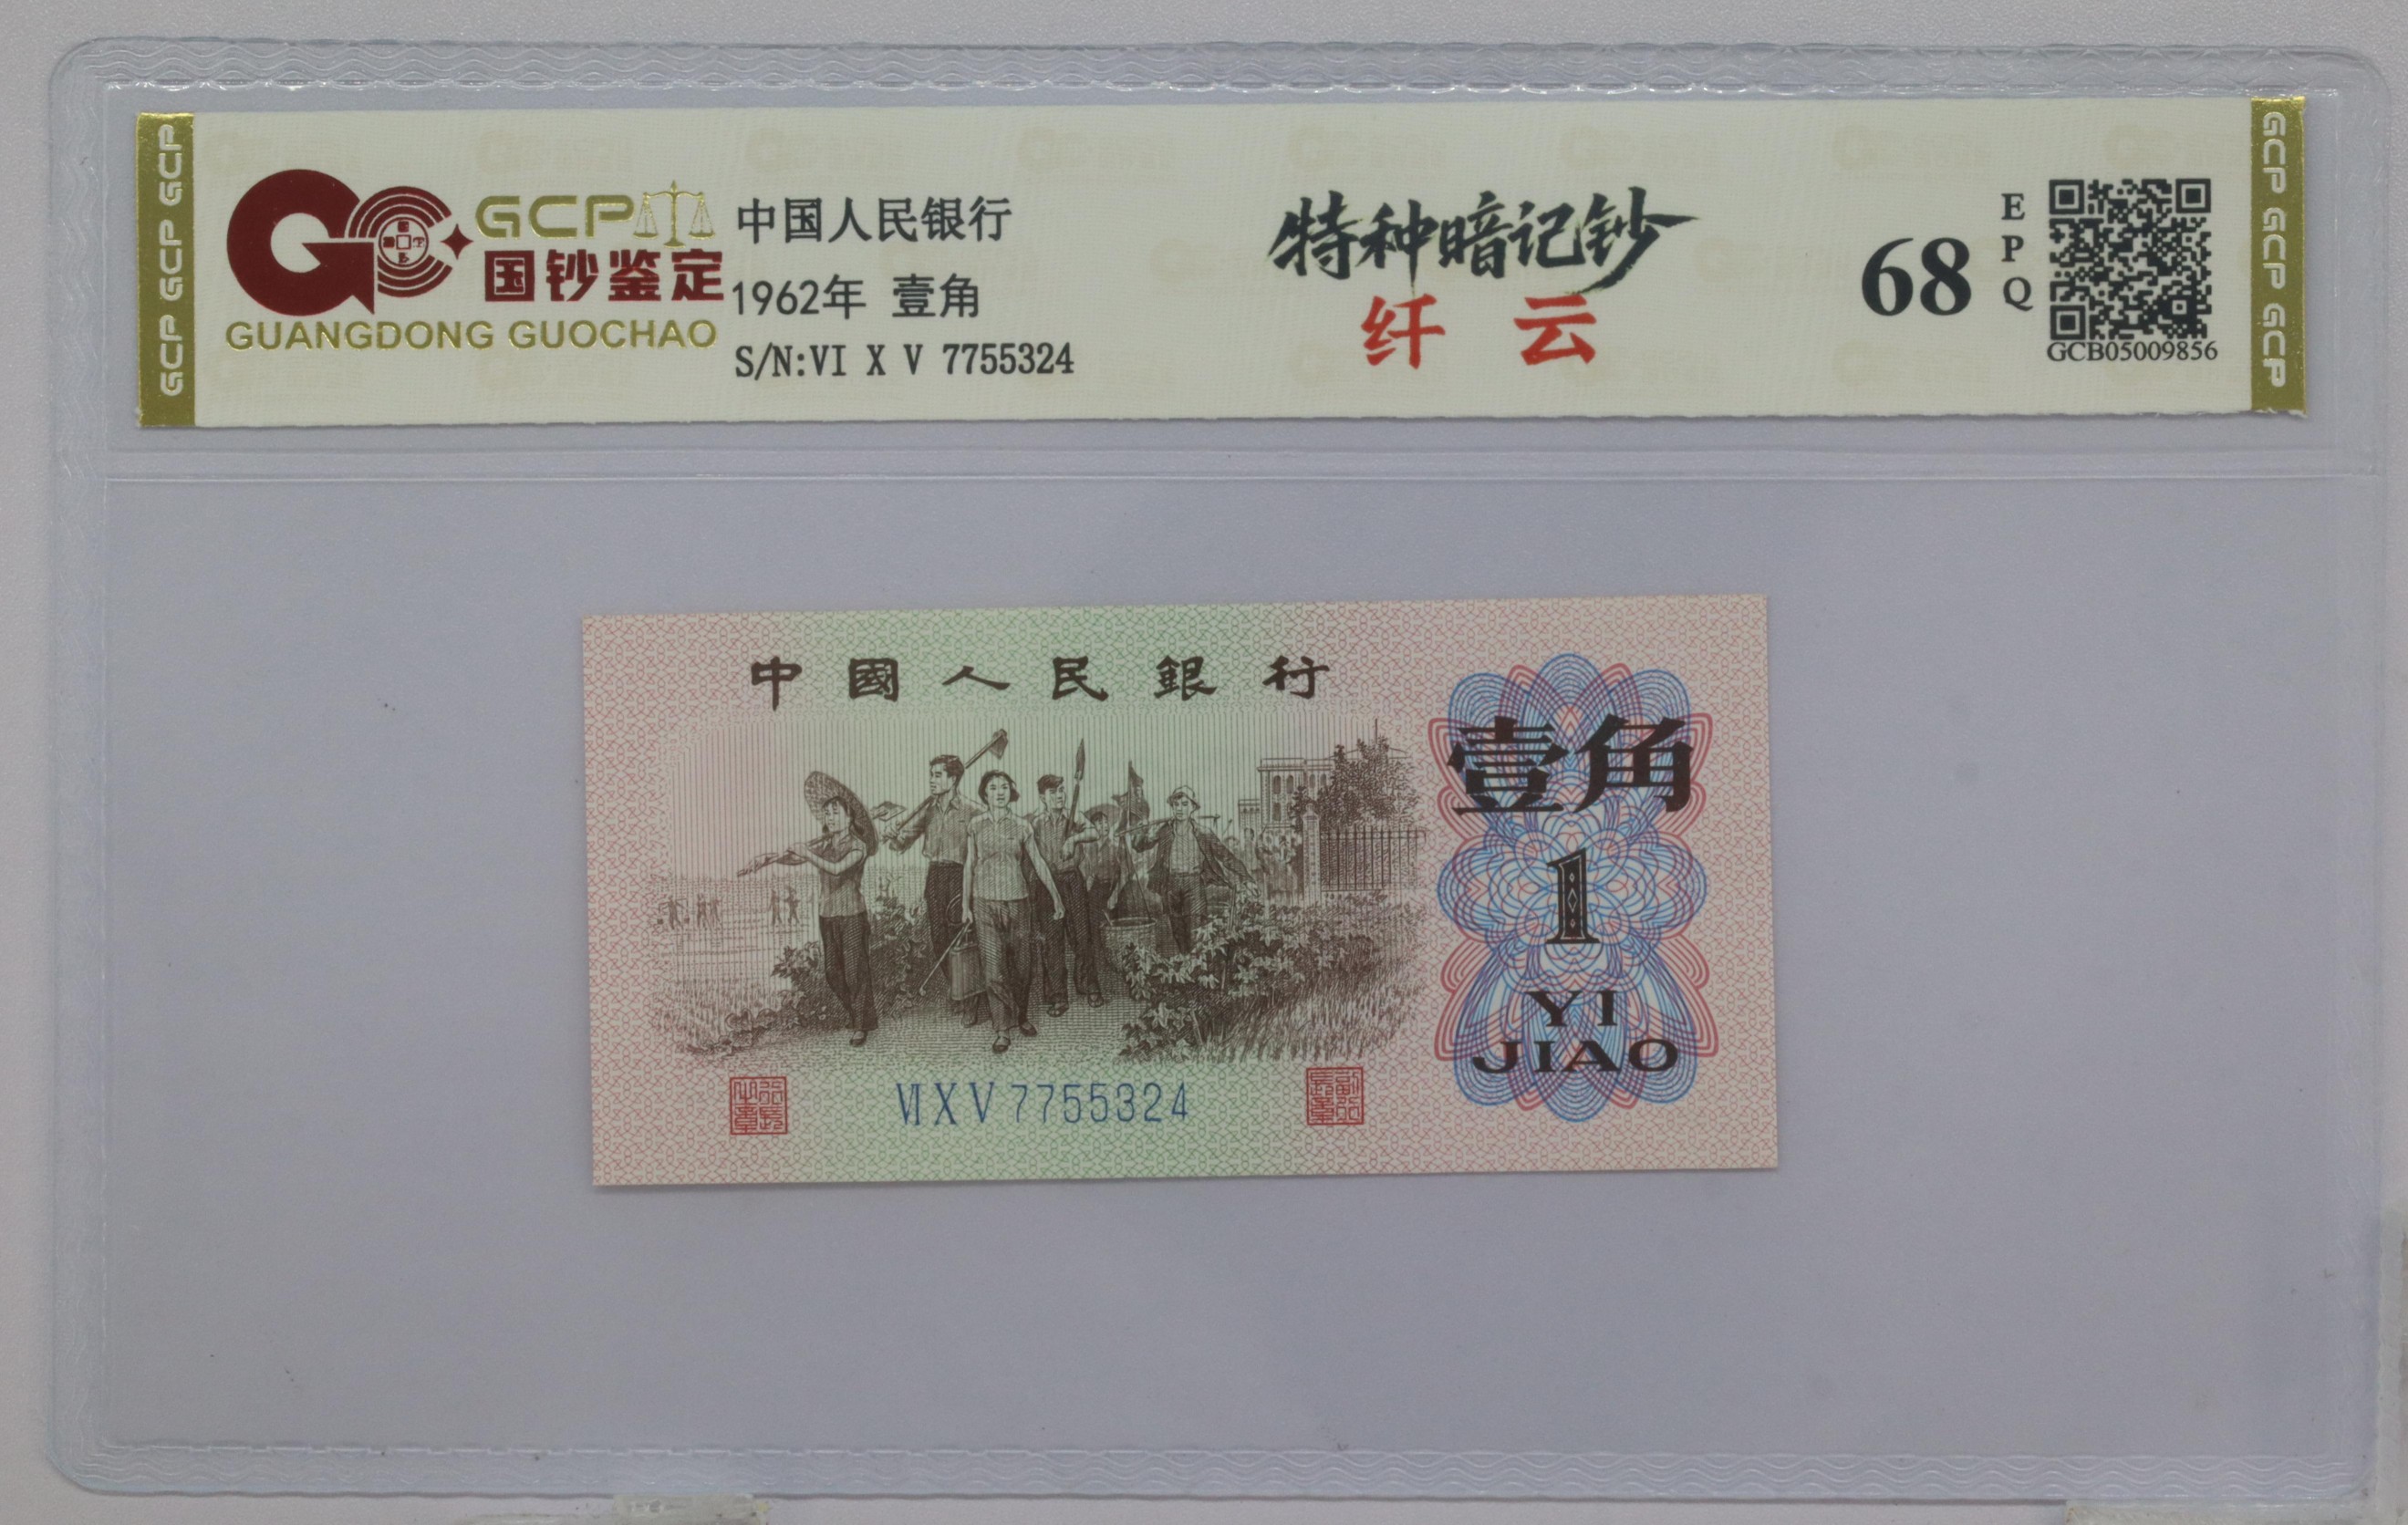 GCP GCP GCP
GCP
国钞鉴定
GUANGDONG GUOCHAO
中国人民银行
1962年 壹角
S/N:VI X V 7755324
特种暗记钞
纤 云
68
EPQ
GCB05009856
GCP GCP GCP
中國人民銀行
壹角
1
YI
JIAO
VI X V 7755324